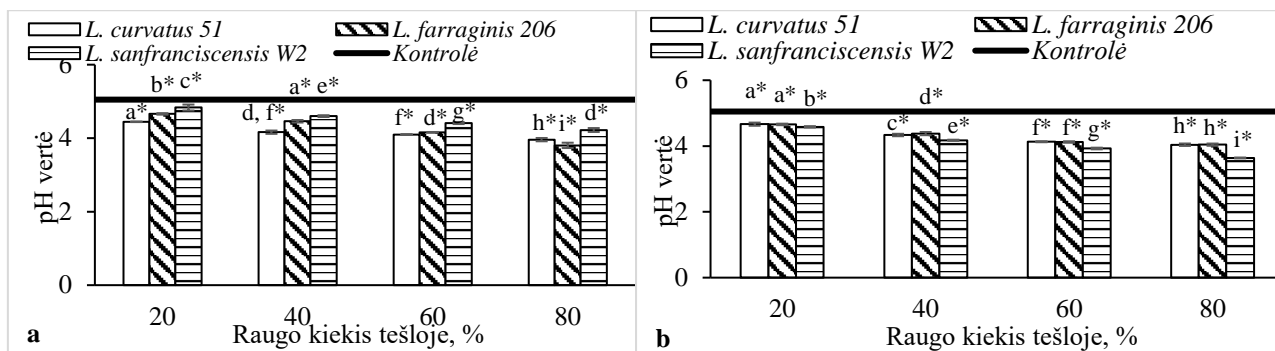 L. curvatus 51 L. farraginis 206
L. sanfranciscensis W2 Kontrolė
6
4
2
0
pH vertė
a* b* c* d, f* a* e* f* d* g* h* i* d*
20 40 60 80
Raugo kiekis tešloje, %
a
L. curvatus 51 L. farraginis 206
L. sanfranciscensis W2 Kontrolė
6
4
2
0
pH vertė
a* a* b* c* d* e* f* f* g* h* h* i*
20 40 60 80
Raugo kiekis tešloje, %
b